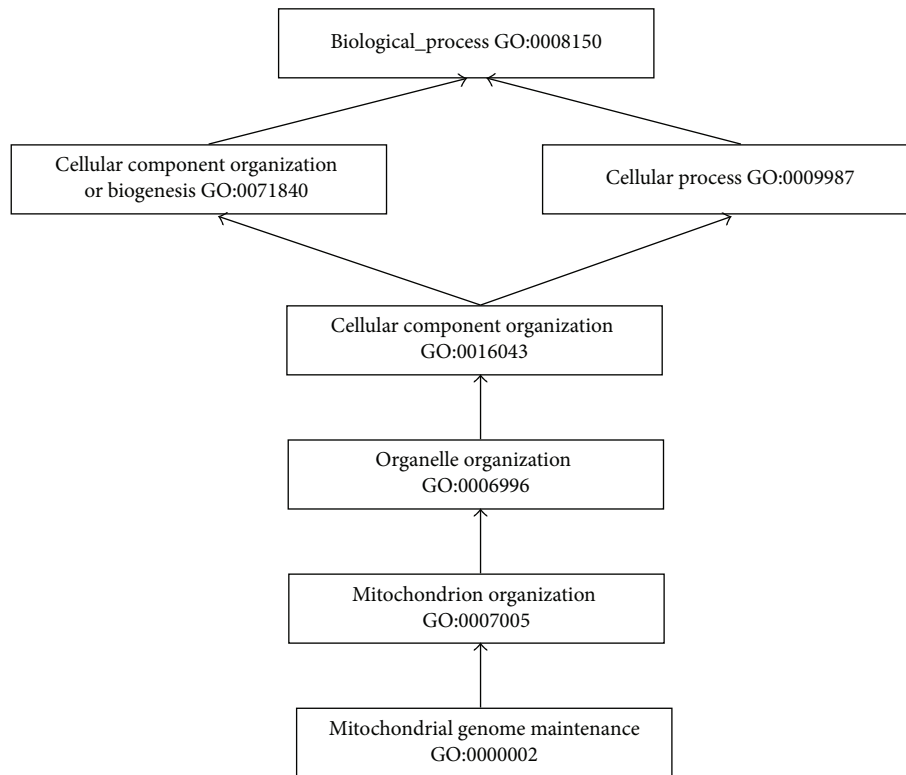 Biological_process GO:0008150
Cellular component organization
or biogenesis GO:0071840
Cellular process GO:0009987
Cellular component organization
GO:0016043
Organelle organization
GO:0006996
Mitochondrion organization
GO:0007005
Mitochondrial genome maintenance
GO:0000002